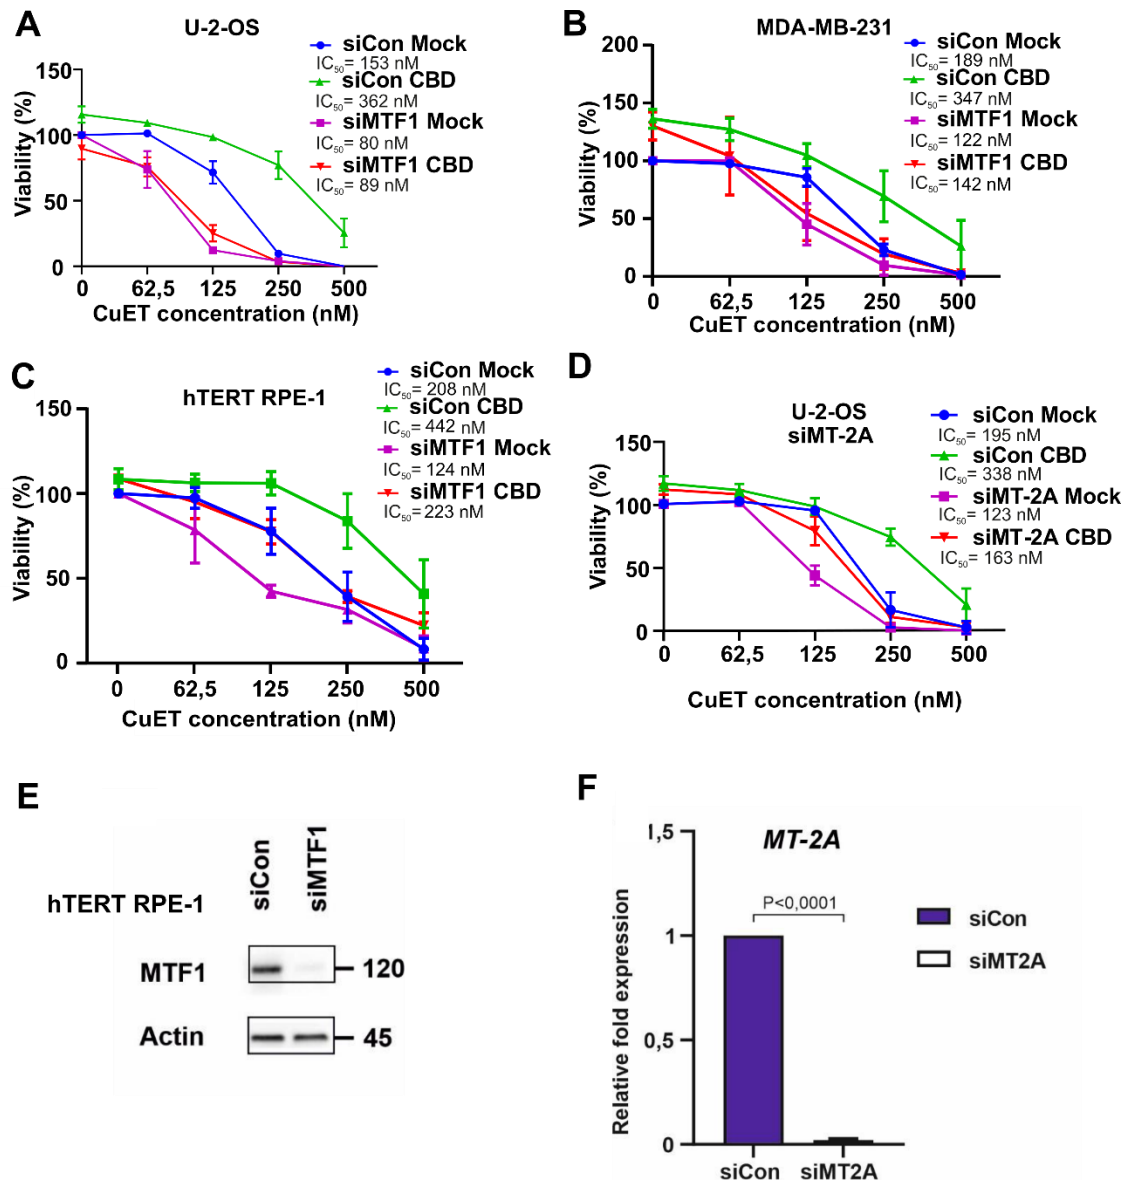 A
U-2-OS
siCon Mock
IC50= 153 nM
siCon CBD
IC50= 362 nM
siMTF1 Mock
IC50= 80 nM
siMTF1 CBD
IC50= 89 nM
Viability (%)
150
100
50
0
0 62,5 125 250 500
CuET concentration (nM)
B
MDA-MB-231
siCon Mock
IC50= 189 nM
siCon CBD
IC50= 347 nM
siMTF1 Mock
IC50= 122 nM
siMTF1 CBD
IC50= 142 nM
Viability (%)
200
150
100
50
0
0 62,5 125 250 500
CuET concentration (nM)
C
hTERT RPE-1
siCon Mock
IC50= 208 nM
siCon CBD
IC50= 442 nM
siMTF1 Mock
IC50= 124 nM
siMTF1 CBD
IC50= 223 nM
Viability (%)
150
100
50
0
0 62,5 125 250 500
CuET concentration (nM)
D
U-2-OS
siMT-2A
siCon Mock
IC50= 195 nM
siCon CBD
IC50= 338 nM
siMT-2A Mock
IC50= 123 nM
siMT-2A CBD
IC50= 163 nM
Viability (%)
150
100
50
0
0 62,5 125 250 500
CuET concentration (nM)
E
siCon
siMTF1
hTERT RPE-1
MTF1
120
Actin
45
F
MT-2A
P<0,0001
siCon
siMT2A
Relative fold expression
1,5
1
0,5
0
siCon siMT2A